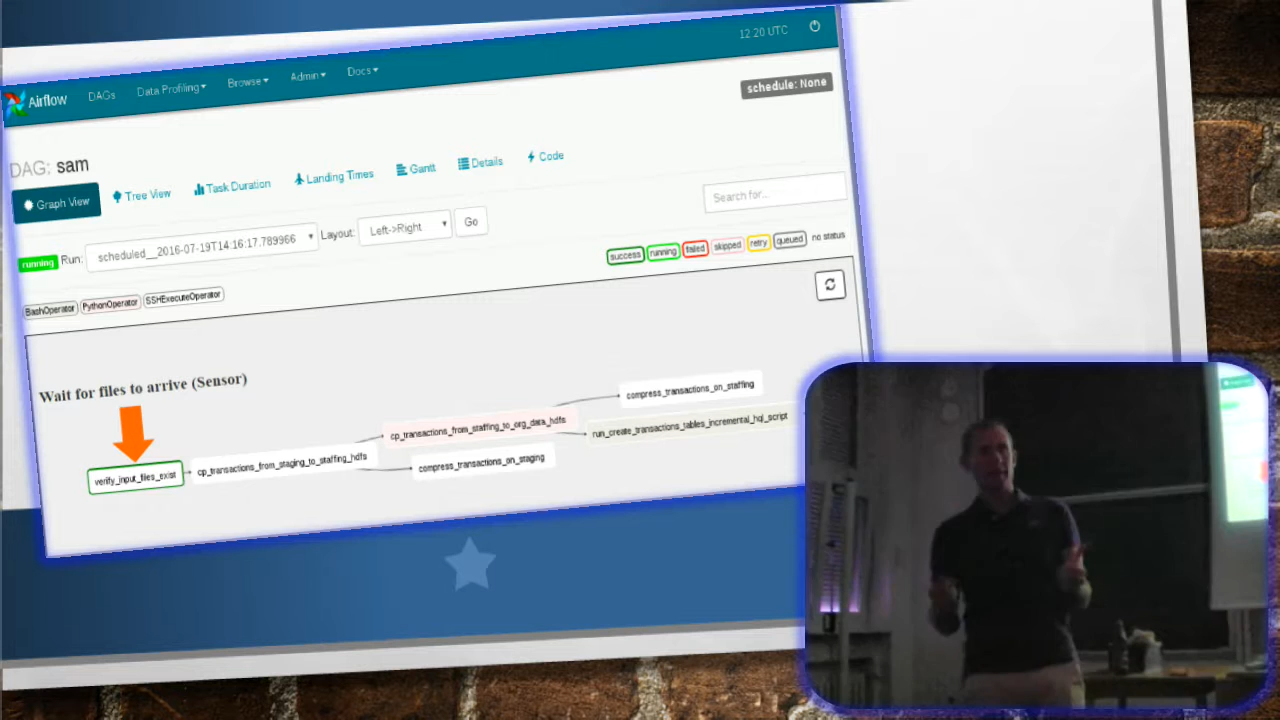 Airflow DAGs Data Profiling Browse Admin Docs 12:20 UTC
schedule: None
DAG: sam
Graph View Tree View Task Duration Landing Times Gantt Details Code
running Run: scheduled__2016-07-19T14:16:17.789966 Layout: Left->Right Go Search for...
success running failed skipped retry queued no status
BashOperator PythonOperator SSHExecuteOperator
Wait for files to arrive (Sensor)
compress_transactions_on_staffing
cp_transactions_from_staffing_to_org_data_hdfs
run_create_transactions_tables_incremental_hql_script
verify_input_files_exist
cp_transactions_from_staging_to_staffing_hdfs
compress_transactions_on_staging